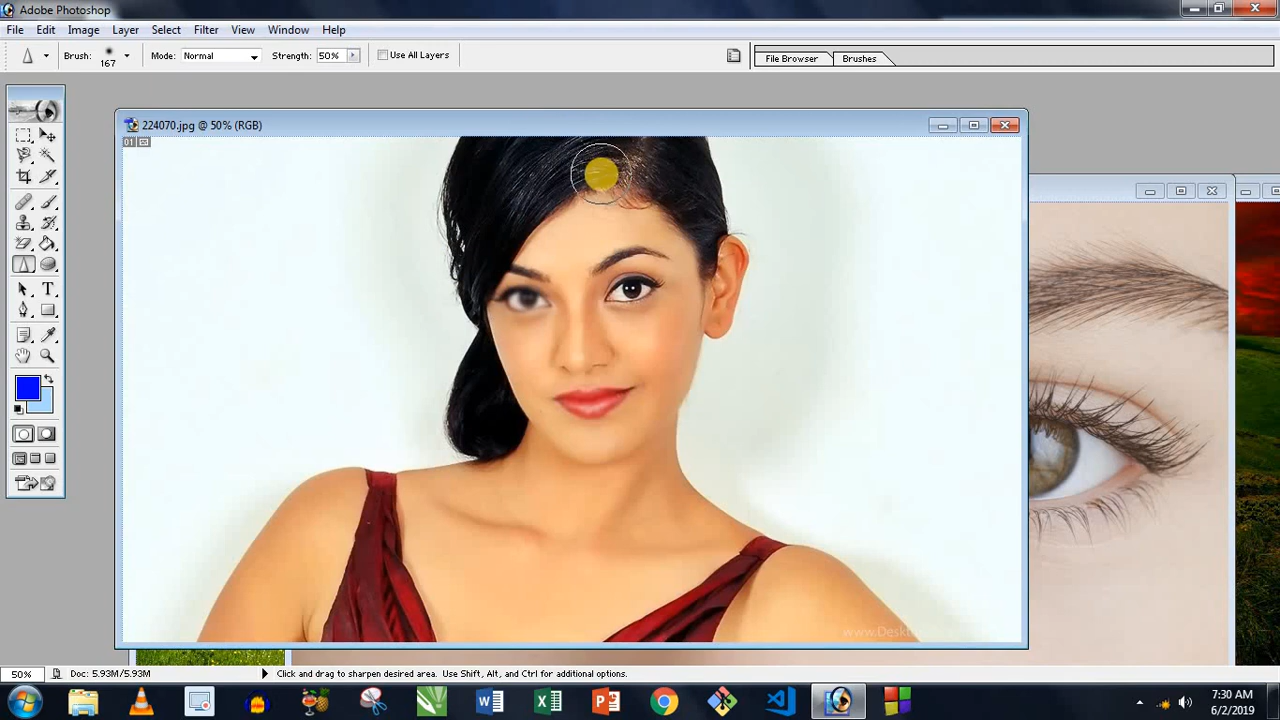 Adobe Photoshop
File Edit Image Layer Select Filter View Window Help
Brush: 167 Mode: Normal Strength: 50% Use All Layers
File Browser Brushes
224070.jpg @ 50% (RGB)
01
T
50% Doc: 5.93M/5.93M Click and drag to sharpen desired area. Use Shift, Alt, and Ctrl for additional options.
7:30 AM
6/2/2019